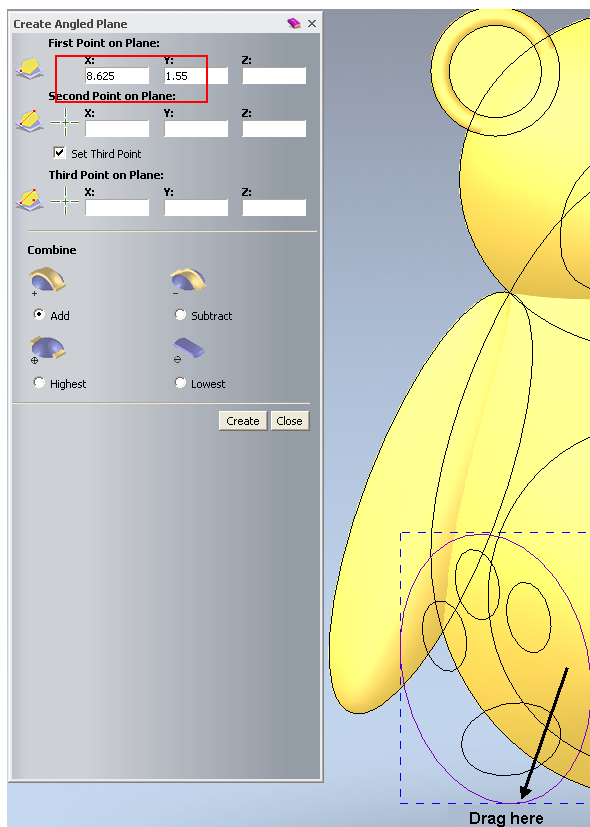 Create Angled Plane
First Point on Plane:
X: Y: Z:
8.625 1.55
Second Point on Plane:
X: Y: Z:
Set Third Point
Third Point on Plane:
X: Y: Z:
Combine
Add Subtract
Highest Lowest
Create Close
Drag here